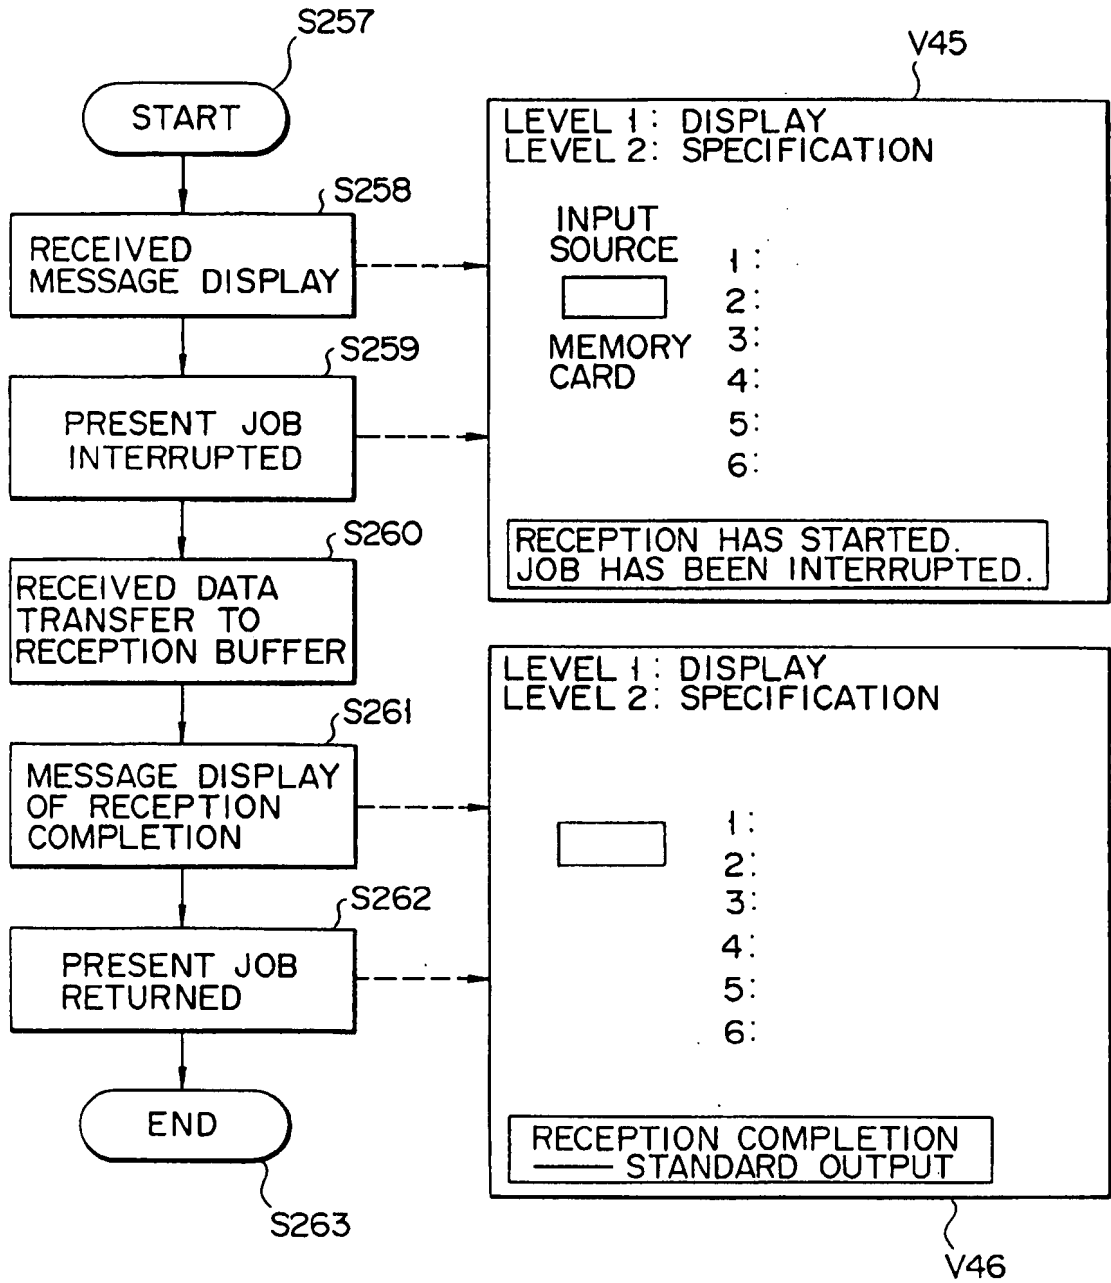 S257
START
S258
RECEIVED
MESSAGE DISPLAY
S259
PRESENT JOB
INTERRUPTED
S260
RECEIVED DATA
TRANSFER TO
RECEPTION BUFFER
S261
MESSAGE DISPLAY
OF RECEPTION
COMPLETION
S262
PRESENT JOB
RETURNED
END
S263
V45
LEVEL 1: DISPLAY
LEVEL 2: SPECIFICATION
INPUT
SOURCE
MEMORY
CARD
1:
2:
3:
4:
5:
6:
RECEPTION HAS STARTED.
JOB HAS BEEN INTERRUPTED.
LEVEL 1: DISPLAY
LEVEL 2: SPECIFICATION
1:
2:
3:
4:
5:
6:
RECEPTION COMPLETION
—— STANDARD OUTPUT
V46